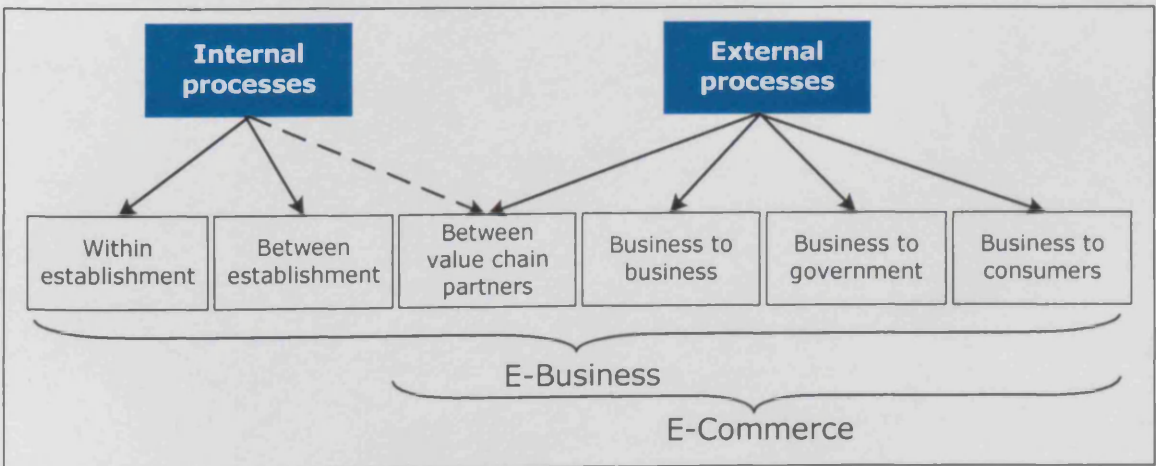 Internal
processes
External
processes
Within
establishment
Between
establishment
Between
value chain
partners
Business to
business
Business to
government
Business to
consumers
E-Business
E-Commerce